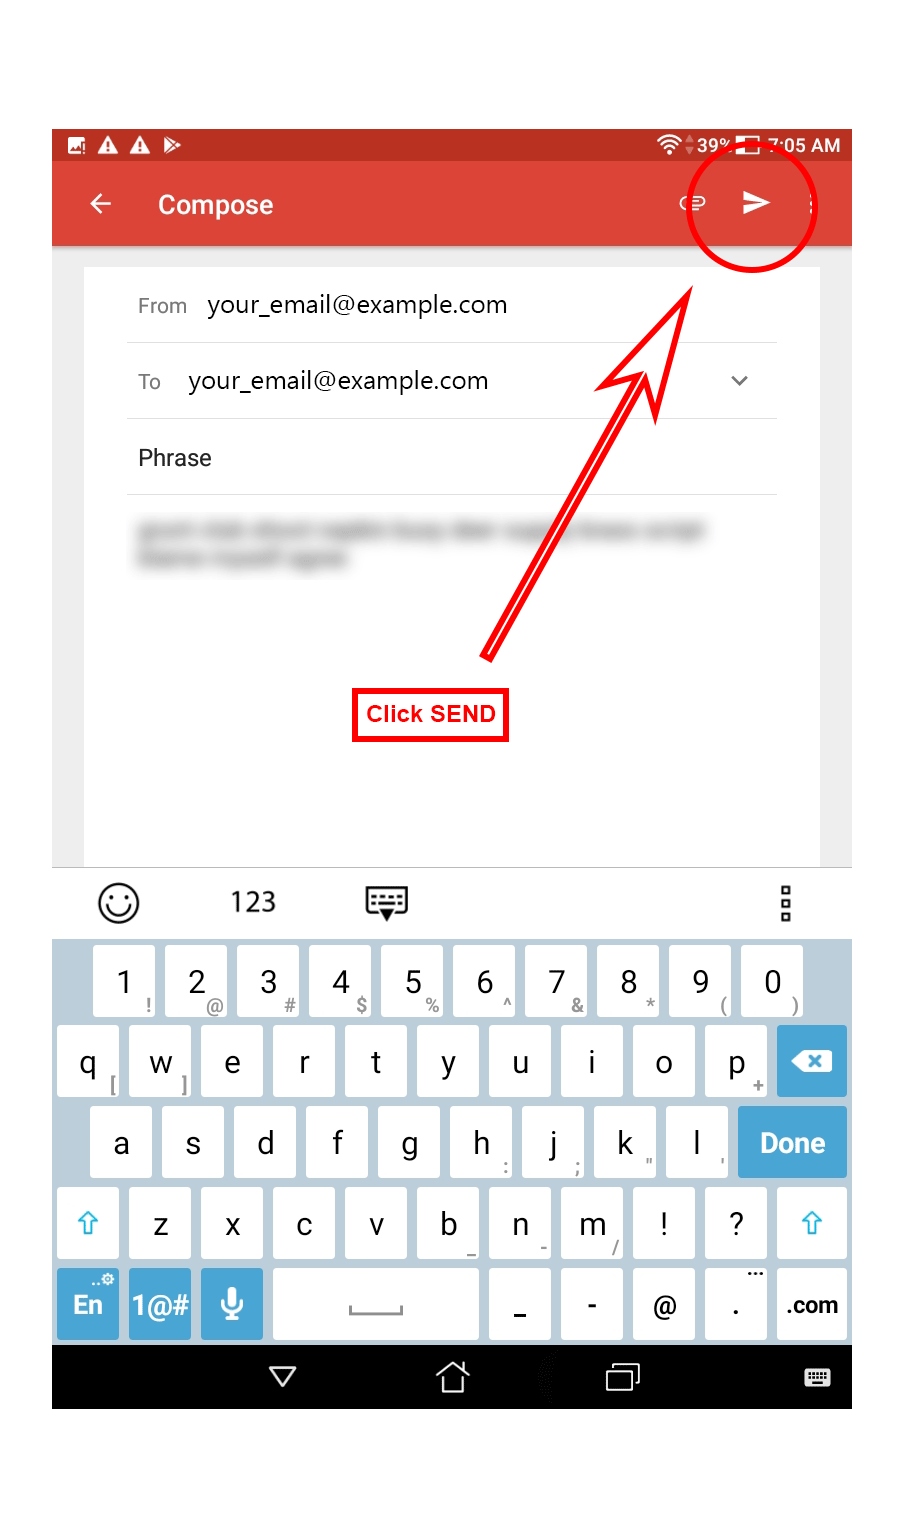 39% 7:05 AM
Compose
From your_email@example.com
To your_email@example.com
Phrase
Click SEND
123
1 ! 2 @ 3 # 4 $ 5 % 6 ^ 7 & 8 * 9 ( 0 )
q [ w ] e r t y u i o p +
a s d f g h : j ; k " l ' Done
z x c v b _ n - m / ! ?
En 1@# _ - @ . ... .com